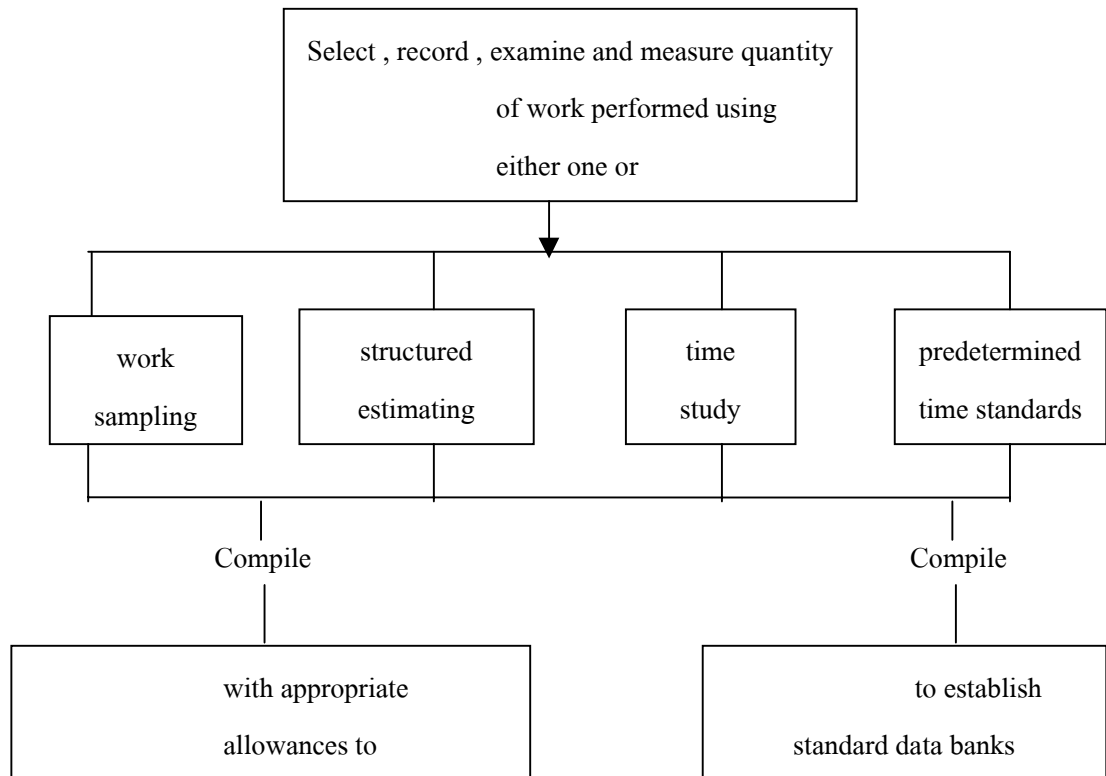 Select , record , examine and measure quantity
of work performed using
either one or
work
sampling
structured
estimating
time
study
predetermined
time standards
Compile
Compile
with appropriate
allowances to
to establish
standard data banks